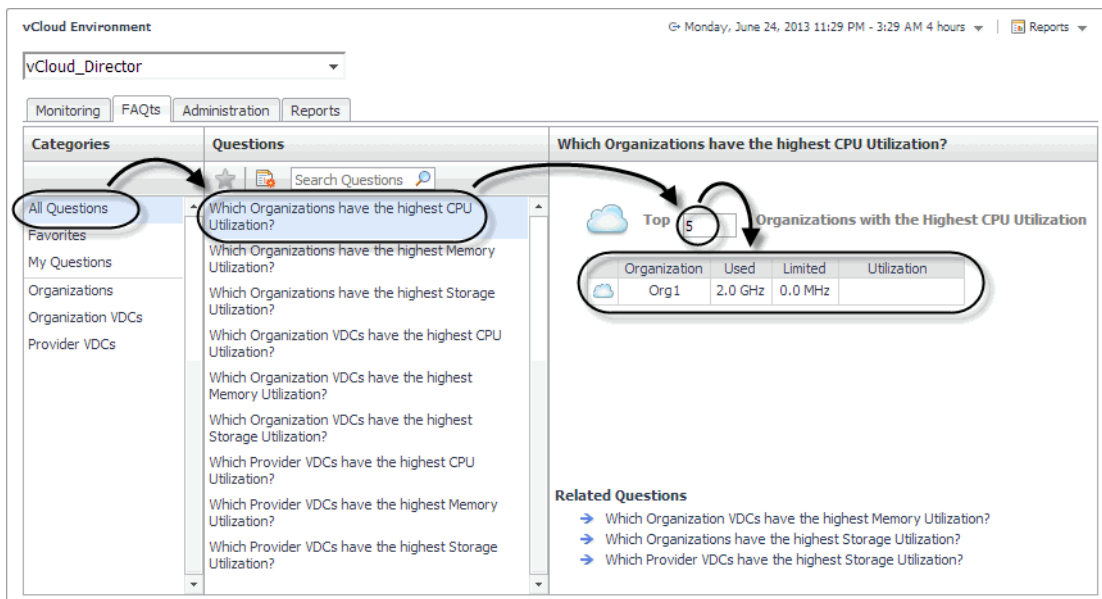 vCloud Environment
Monday, June 24, 2013 11:29 PM - 3:29 AM 4 hours
Reports
vCloud_Director
Monitoring
FAQts
Administration
Reports
Categories
All Questions
Favorites
My Questions
Organizations
Organization VDCs
Provider VDCs
Questions
Search Questions
Which Organizations have the highest CPU
Utilization?
Which Organizations have the highest Memory
Utilization?
Which Organizations have the highest Storage
Utilization?
Which Organization VDCs have the highest CPU
Utilization?
Which Organization VDCs have the highest
Memory Utilization?
Which Organization VDCs have the highest
Storage Utilization?
Which Provider VDCs have the highest CPU
Utilization?
Which Provider VDCs have the highest Memory
Utilization?
Which Provider VDCs have the highest Storage
Utilization?
Which Organizations have the highest CPU Utilization?
Top 5 Organizations with the Highest CPU Utilization
Organization Used Limited Utilization
Org1 2.0 GHz 0.0 MHz
Related Questions
Which Organization VDCs have the highest Memory Utilization?
Which Organizations have the highest Storage Utilization?
Which Provider VDCs have the highest Storage Utilization?